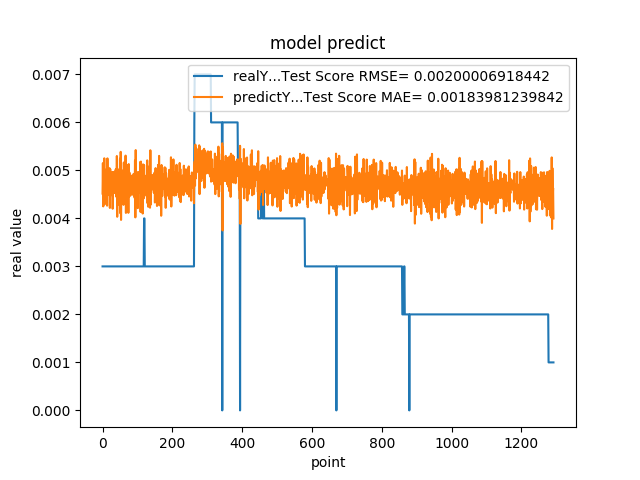 model predict
realY...Test Score RMSE= 0.00200006918442
predictY...Test Score MAE= 0.00183981239842
0.007
0.006
0.005
0.004
0.003
0.002
0.001
0.000
real value
0 200 400 600 800 1000 1200
point